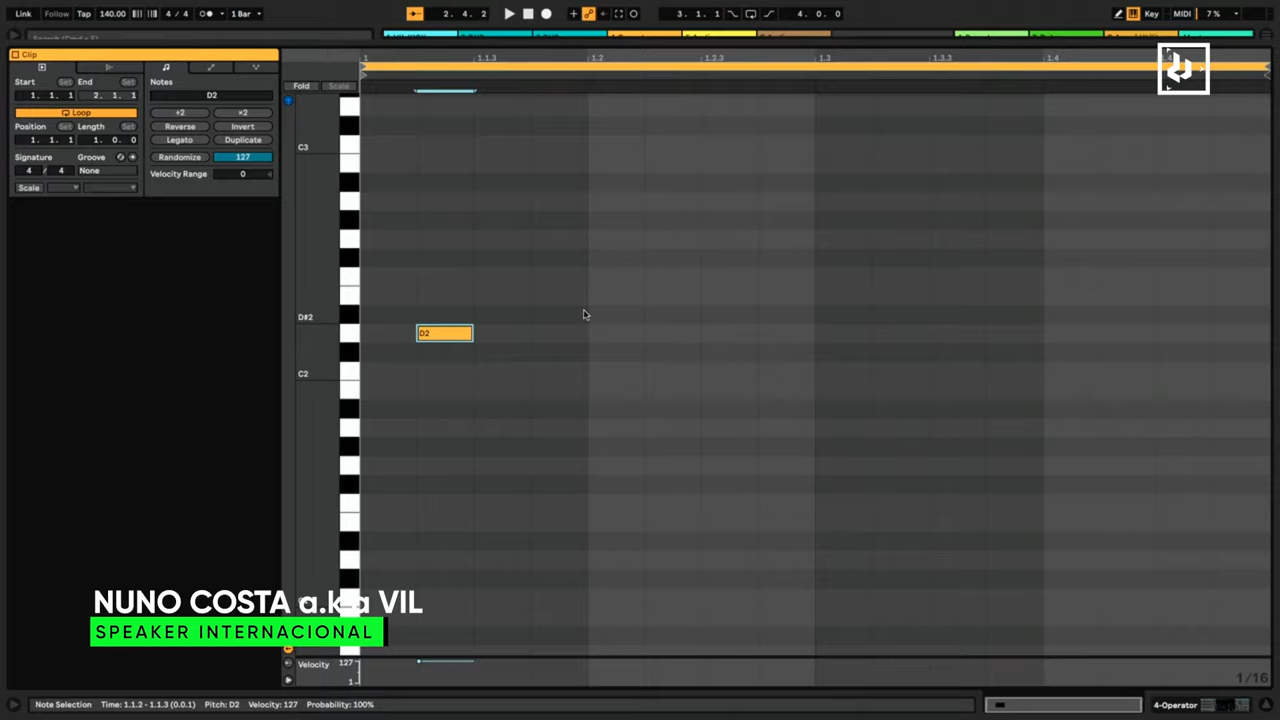 Link Follow Tap 140.00 4 / 4 1 Bar 2. 4. 2 3. 1. 1 4. 0. 0 Key MIDI 7 %
Search (Cmd + F)
Clip
Start Set End Set
1. 1. 1 2. 1. 1
Loop
Position Set Length Set
1. 1. 1 1. 0. 0
Signature Groove
4 / 4 None
Scale
Notes
D2
÷2 ×2
Reverse Invert
Legato Duplicate
Randomize 127
Velocity Range 0
1 1.1.3 1.2 1.2.3 1.3 1.3.3 1.4
Fold Scale
C3
D#2
D2
C2
NUNO COSTA a.k.a VIL
SPEAKER INTERNACIONAL
Velocity 127
1
1/16
Note Selection Time: 1.1.2 - 1.1.3 (0.0.1) Pitch: D2 Velocity: 127 Probability: 100%
4-Operator